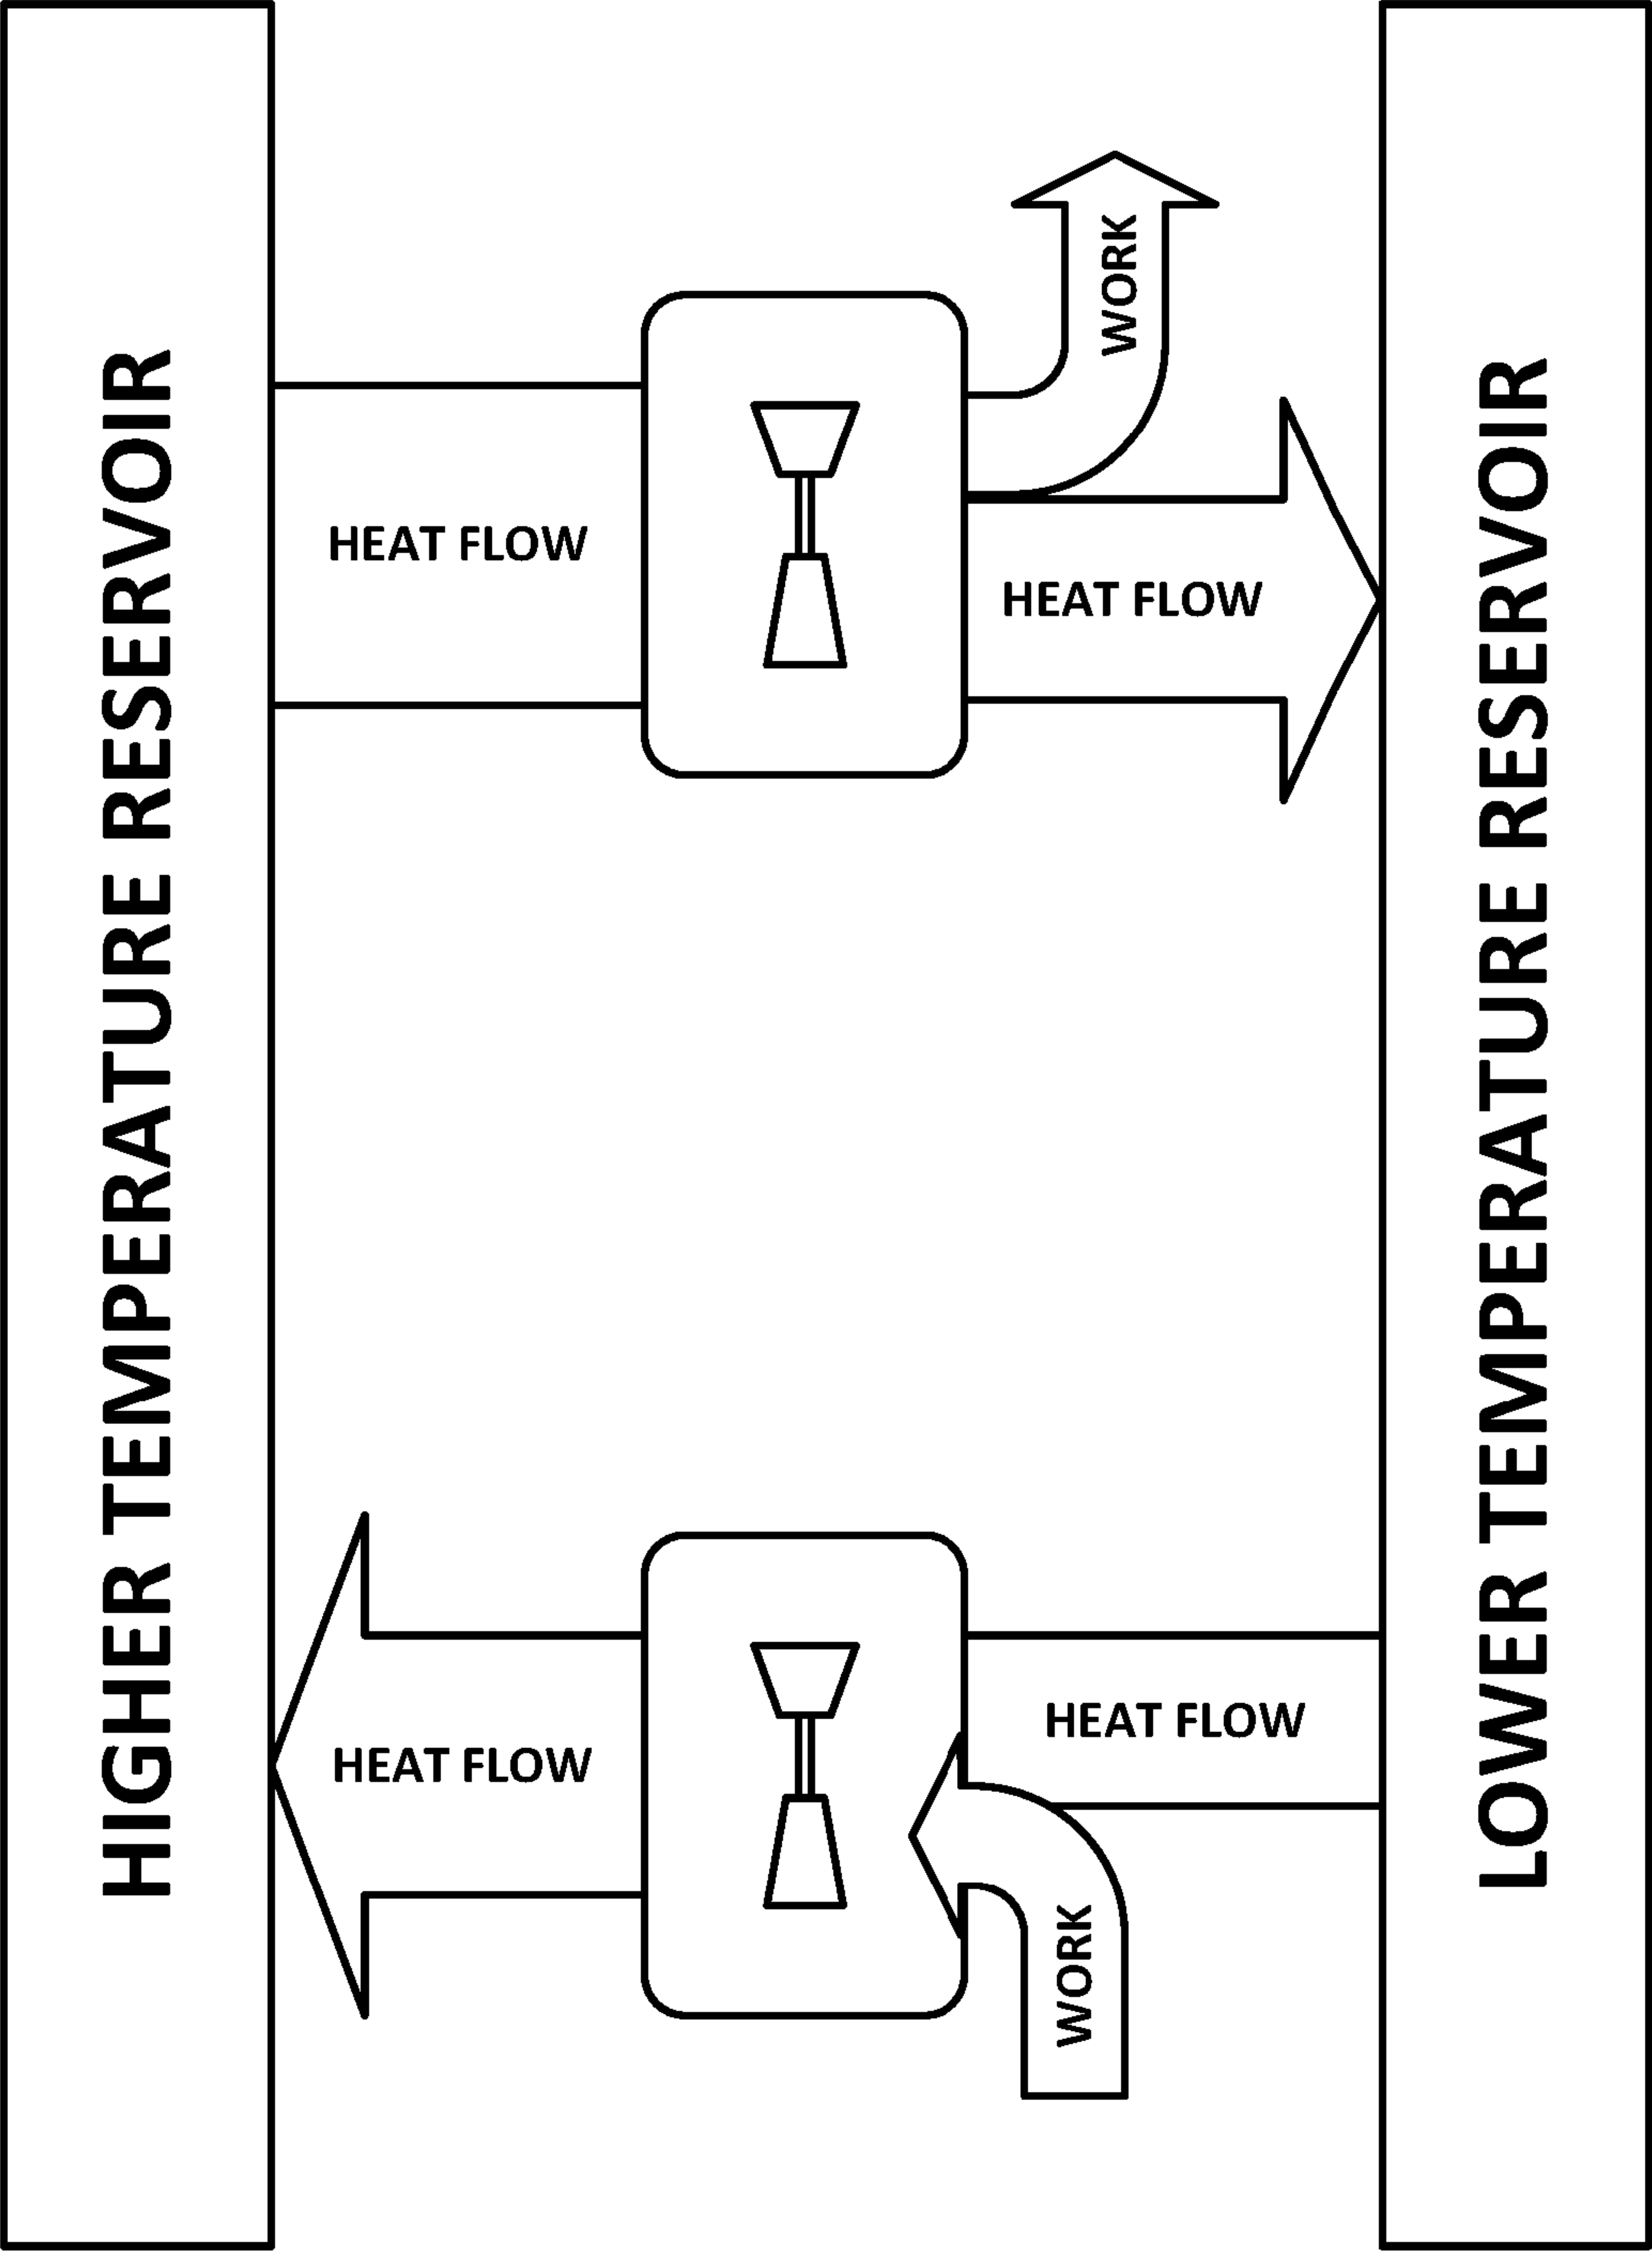 HIGHER TEMPERATURE RESERVOIR
HEAT FLOW
WORK
HEAT FLOW
HEAT FLOW
HEAT FLOW
WORK
LOWER TEMPERATURE RESERVOIR